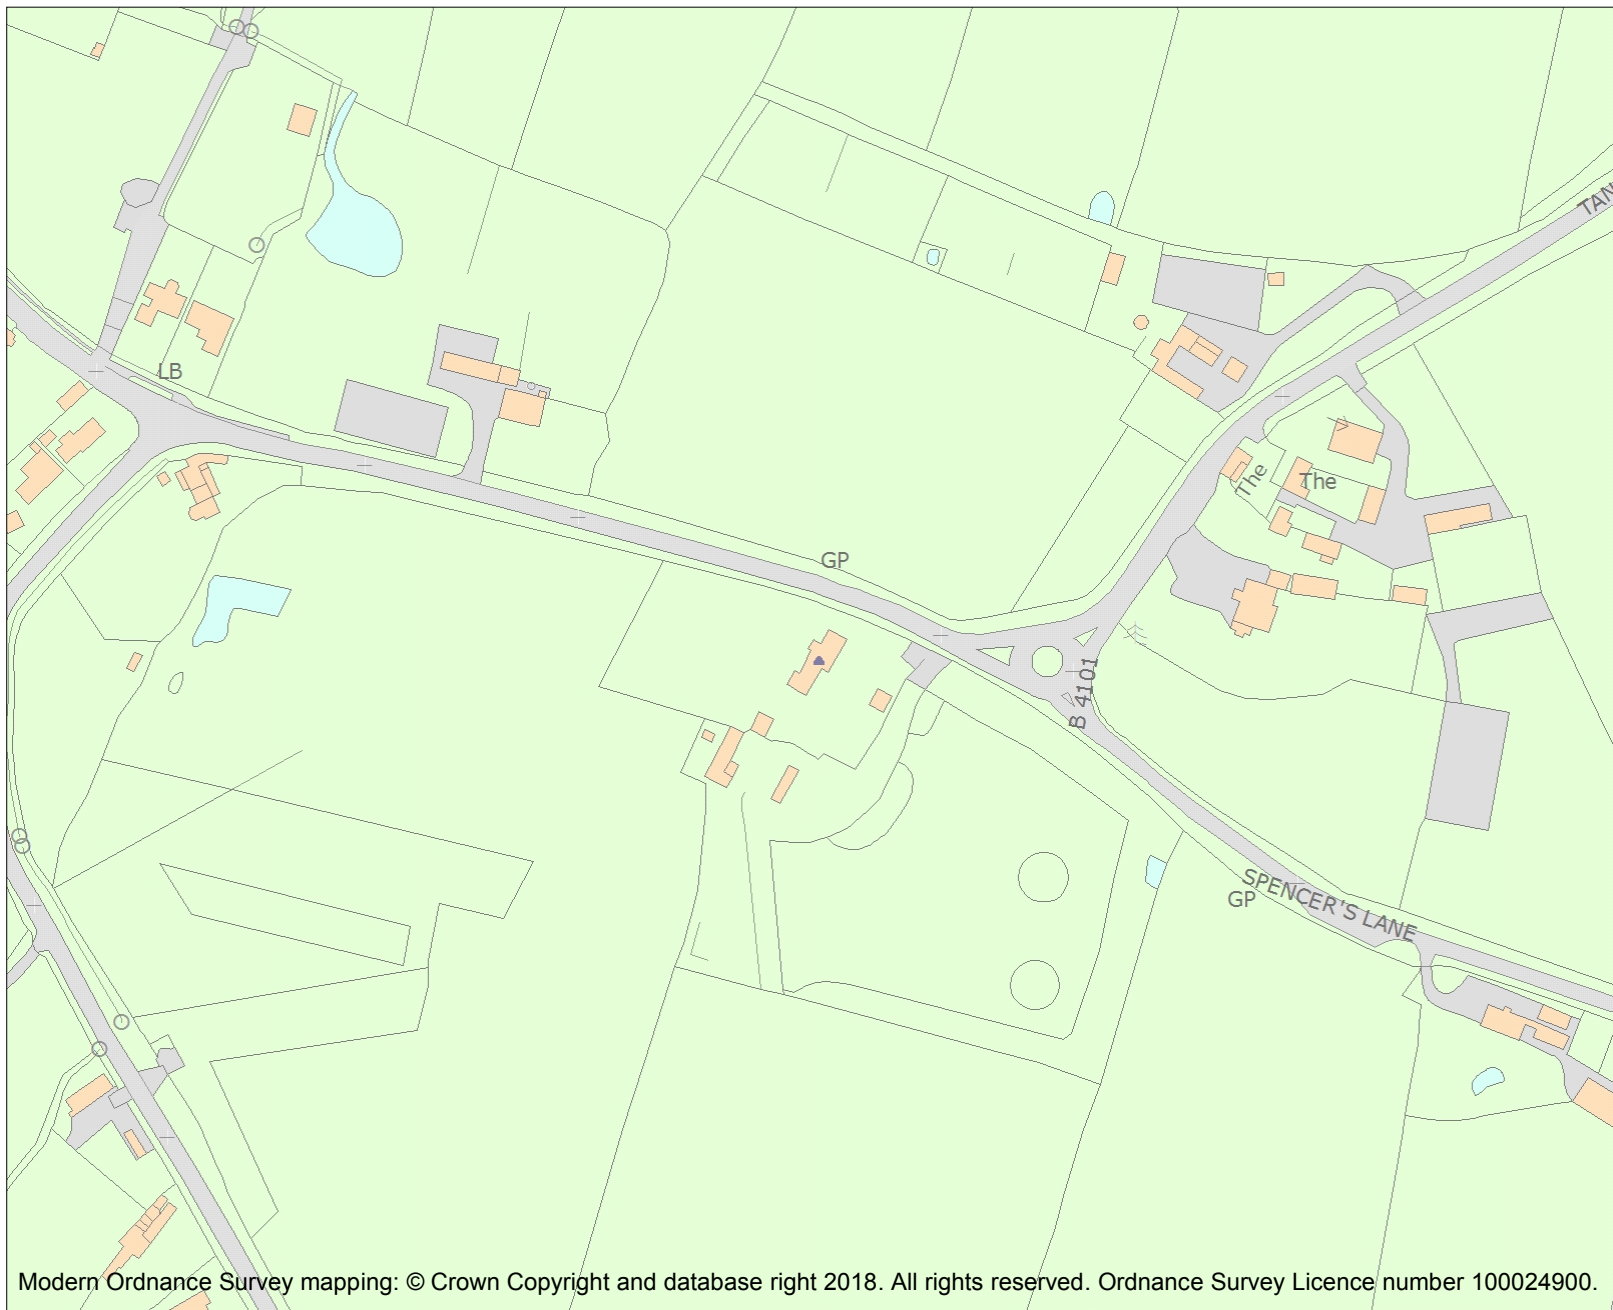 TAN
LB
The
The
GP
B 4101
SPENCER'S LANE
GP
Modern Ordnance Survey mapping: © Crown Copyright and database right 2018. All rights reserved. Ordnance Survey Licence number 100024900.